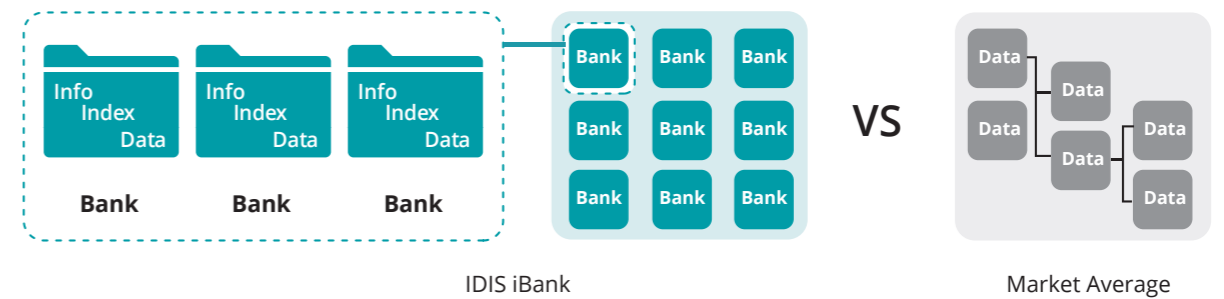 Info
Index
Data
Bank
Info
Index
Data
Bank
Info
Index
Data
Bank
Bank Bank Bank
Bank Bank Bank
Bank Bank Bank
IDIS iBank
VS
Data
Data
Data
Data
Data
Data
Market Average